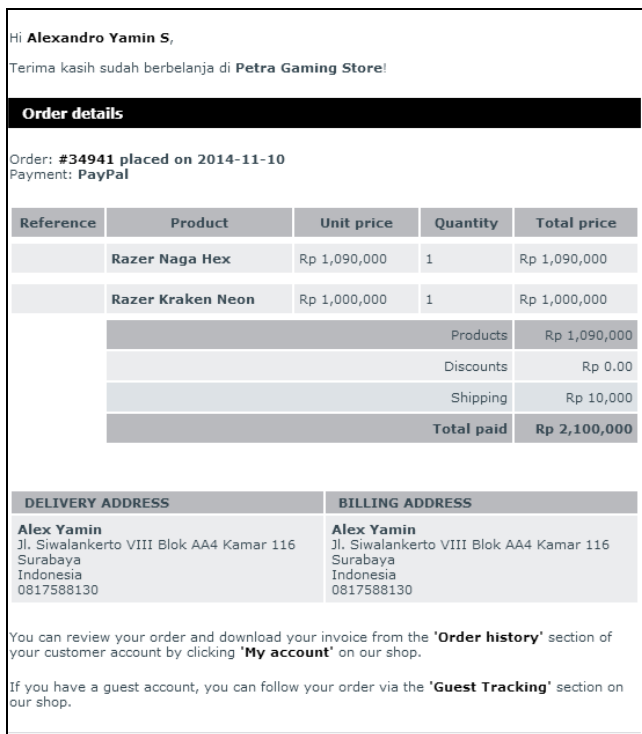 Hi Alexandro Yamin S,
Terima kasih sudah berbelanja di Petra Gaming Store!
Order details
Order: #34941 placed on 2014-11-10
Payment: PayPal
Reference Product Unit price Quantity Total price
Razer Naga Hex Rp 1,090,000 1 Rp 1,090,000
Razer Kraken Neon Rp 1,000,000 1 Rp 1,000,000
Products Rp 1,090,000
Discounts Rp 0.00
Shipping Rp 10,000
Total paid Rp 2,100,000
DELIVERY ADDRESS
Alex Yamin
Jl. Siwalankerto VIII Blok AA4 Kamar 116
Surabaya
Indonesia
0817588130
BILLING ADDRESS
Alex Yamin
Jl. Siwalankerto VIII Blok AA4 Kamar 116
Surabaya
Indonesia
0817588130
You can review your order and download your invoice from the 'Order history' section of
your customer account by clicking 'My account' on our shop.
If you have a guest account, you can follow your order via the 'Guest Tracking' section on
our shop.